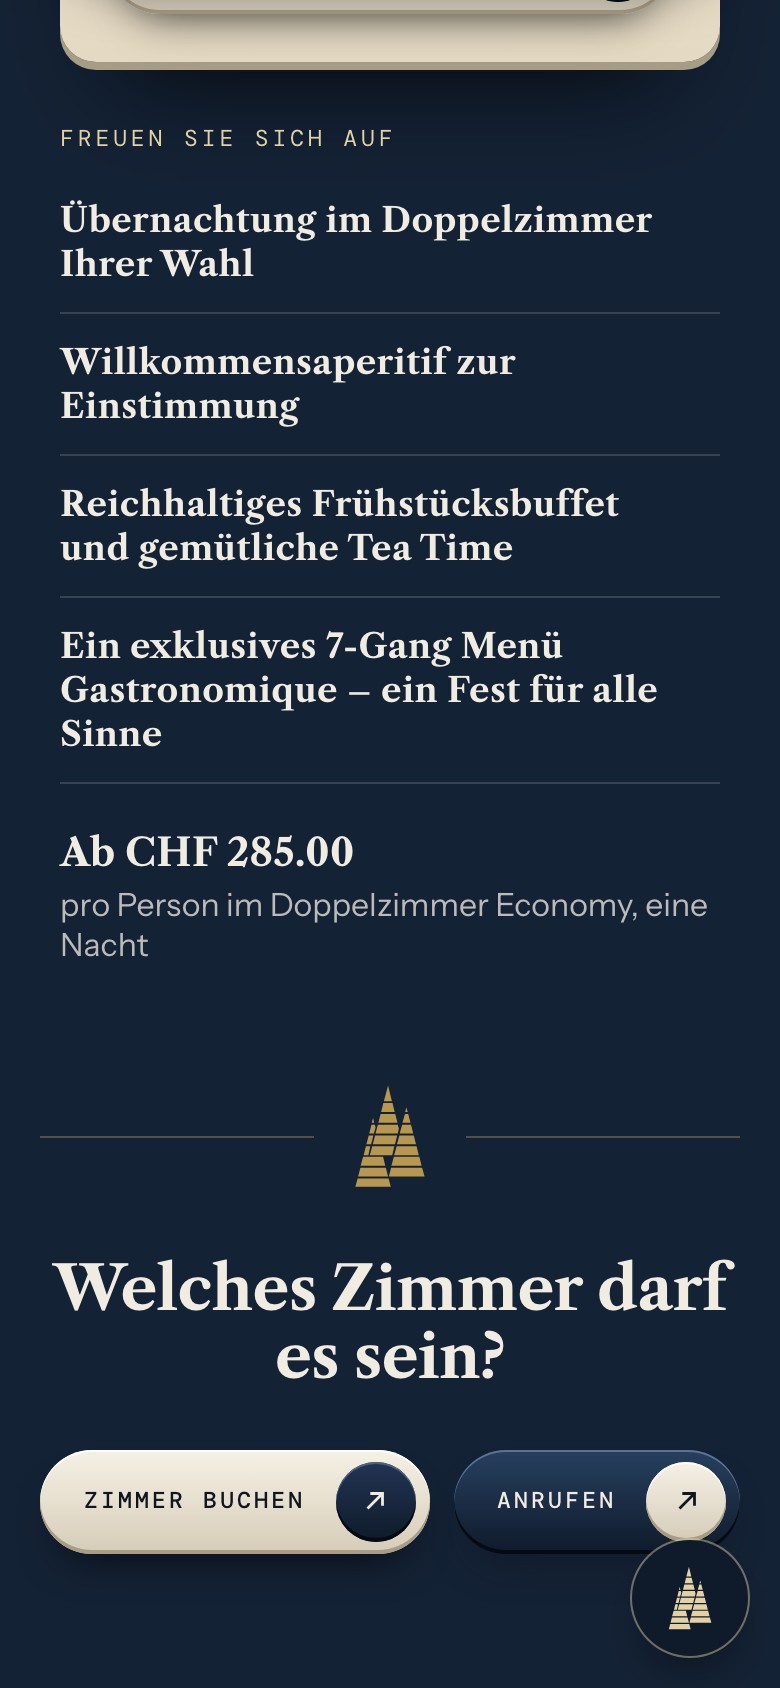 FREUEN SIE SICH AUF
Übernachtung im Doppelzimmer
Ihrer Wahl
Willkommensaperitif zur
Einstimmung
Reichhaltiges Frühstücksbuffet
und gemütliche Tea Time
Ein exklusives 7-Gang Menü
Gastronomique – ein Fest für alle
Sinne
Ab CHF 285.00
pro Person im Doppelzimmer Economy, eine
Nacht
Welches Zimmer darf
es sein?
ZIMMER BUCHEN
ANRUFEN